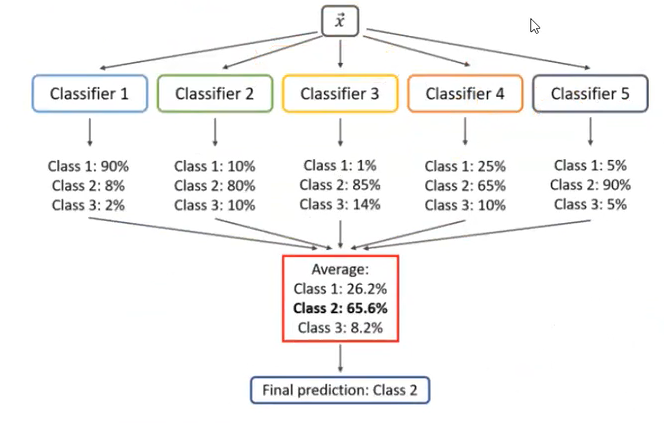 x⃗
Classifier 1
Classifier 2
Classifier 3
Classifier 4
Classifier 5
Class 1: 90%
Class 2: 8%
Class 3: 2%
Class 1: 10%
Class 2: 80%
Class 3: 10%
Class 1: 1%
Class 2: 85%
Class 3: 14%
Class 1: 25%
Class 2: 65%
Class 3: 10%
Class 1: 5%
Class 2: 90%
Class 3: 5%
Average:
Class 1: 26.2%
Class 2: 65.6%
Class 3: 8.2%
Final prediction: Class 2